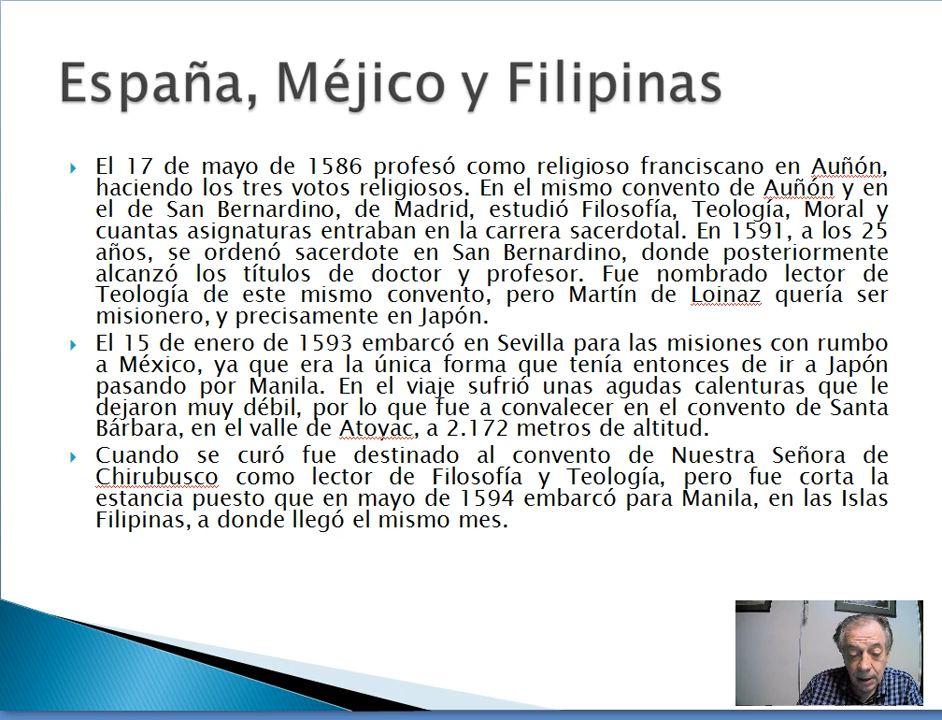 España, Méjico y Filipinas
El 17 de mayo de 1586 profesó como religioso franciscano en Auñón,
haciendo los tres votos religiosos. En el mismo convento de Auñón y en
el de San Bernardino, de Madrid, estudió Filosofía, Teología, Moral y
cuantas asignaturas entraban en la carrera sacerdotal. En 1591, a los 25
años, se ordenó sacerdote en San Bernardino, donde posteriormente
alcanzó los títulos de doctor y profesor. Fue nombrado lector de
Teología de este mismo convento, pero Martín de Loinaz quería ser
misionero, y precisamente en Japón.
El 15 de enero de 1593 embarcó en Sevilla para las misiones con rumbo
a México, ya que era la única forma que tenía entonces de ir a Japón
pasando por Manila. En el viaje sufrió unas agudas calenturas que le
dejaron muy débil, por lo que fue a convalecer en el convento de Santa
Bárbara, en el valle de Atoyac, a 2.172 metros de altitud.
Cuando se curó fue destinado al convento de Nuestra Señora de
Chirubusco como lector de Filosofía y Teología, pero fue corta la
estancia puesto que en mayo de 1594 embarcó para Manila, en las Islas
Filipinas, a donde llegó el mismo mes.